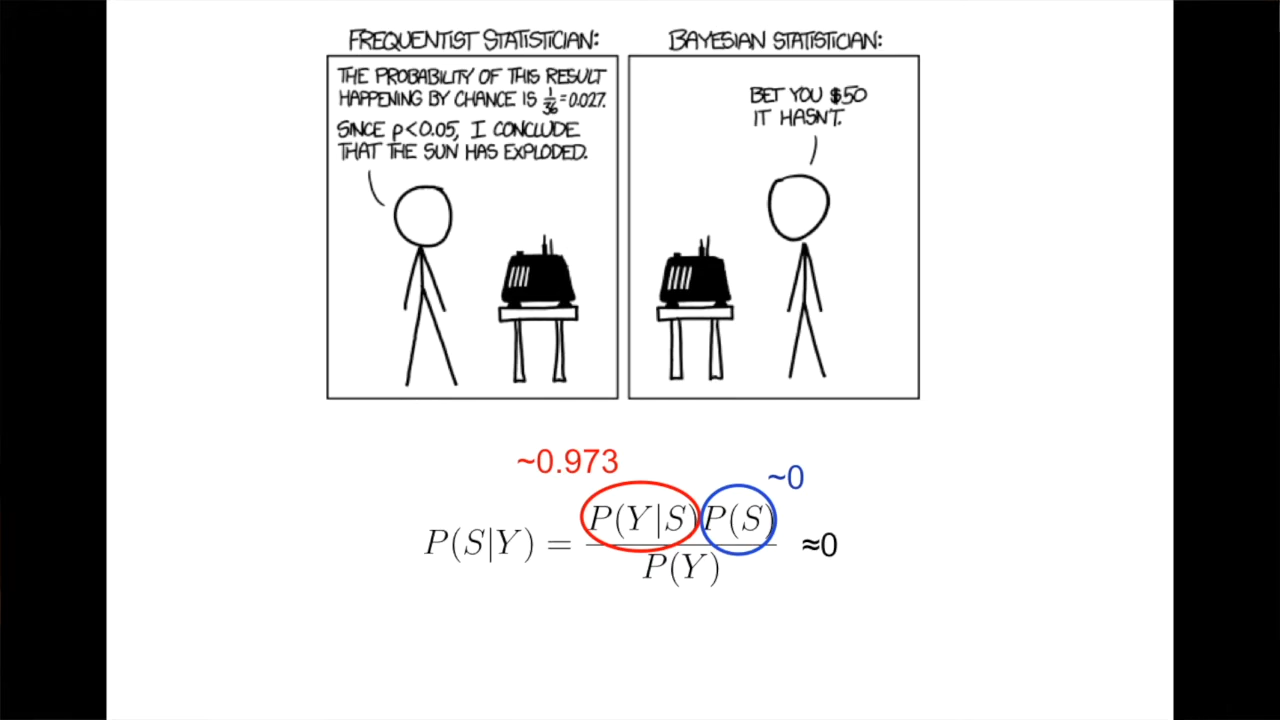 FREQUENTIST STATISTICIAN:
THE PROBABILITY OF THIS RESULT
HAPPENING BY CHANCE IS 1/36 = 0.027.
SINCE p<0.05, I CONCLUDE
THAT THE SUN HAS EXPLODED.
BAYESIAN STATISTICIAN:
BET YOU $50
IT HASN'T.
~0.973
~0
P(S|Y) = P(Y|S)P(S) / P(Y) ≈0